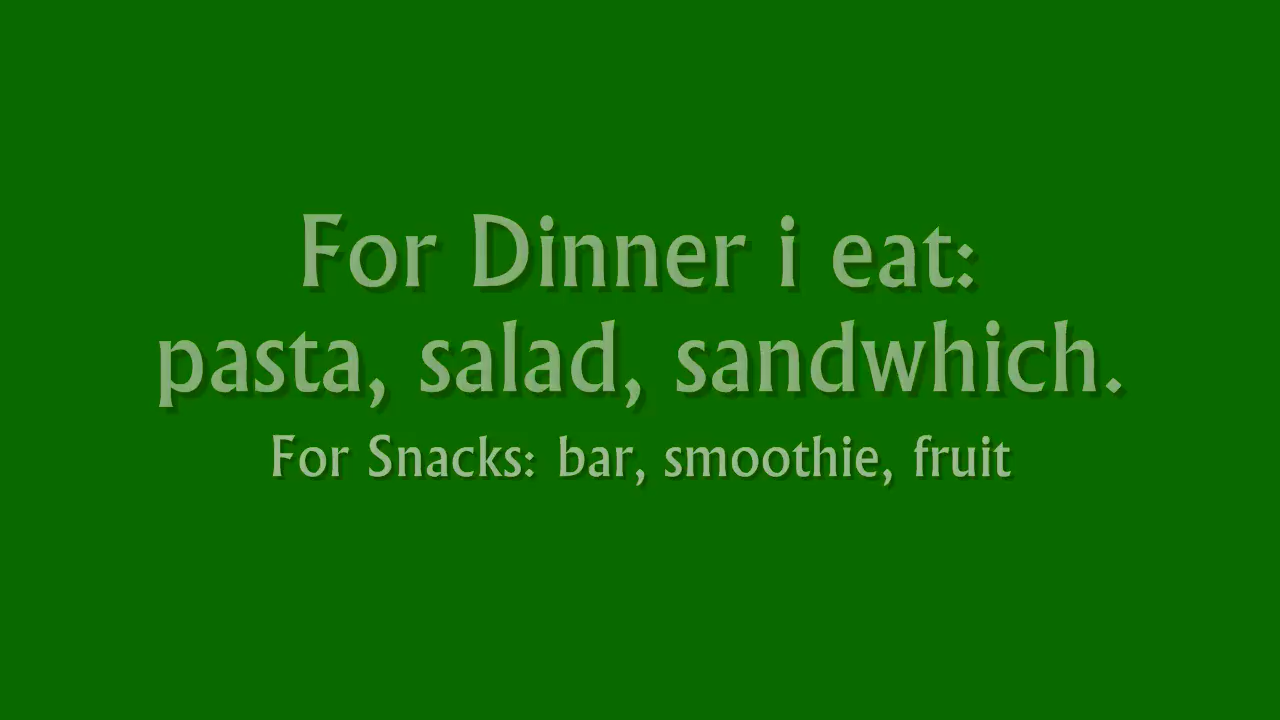 For Dinner i eat:
pasta, salad, sandwhich.
For Snacks: bar, smoothie, fruit